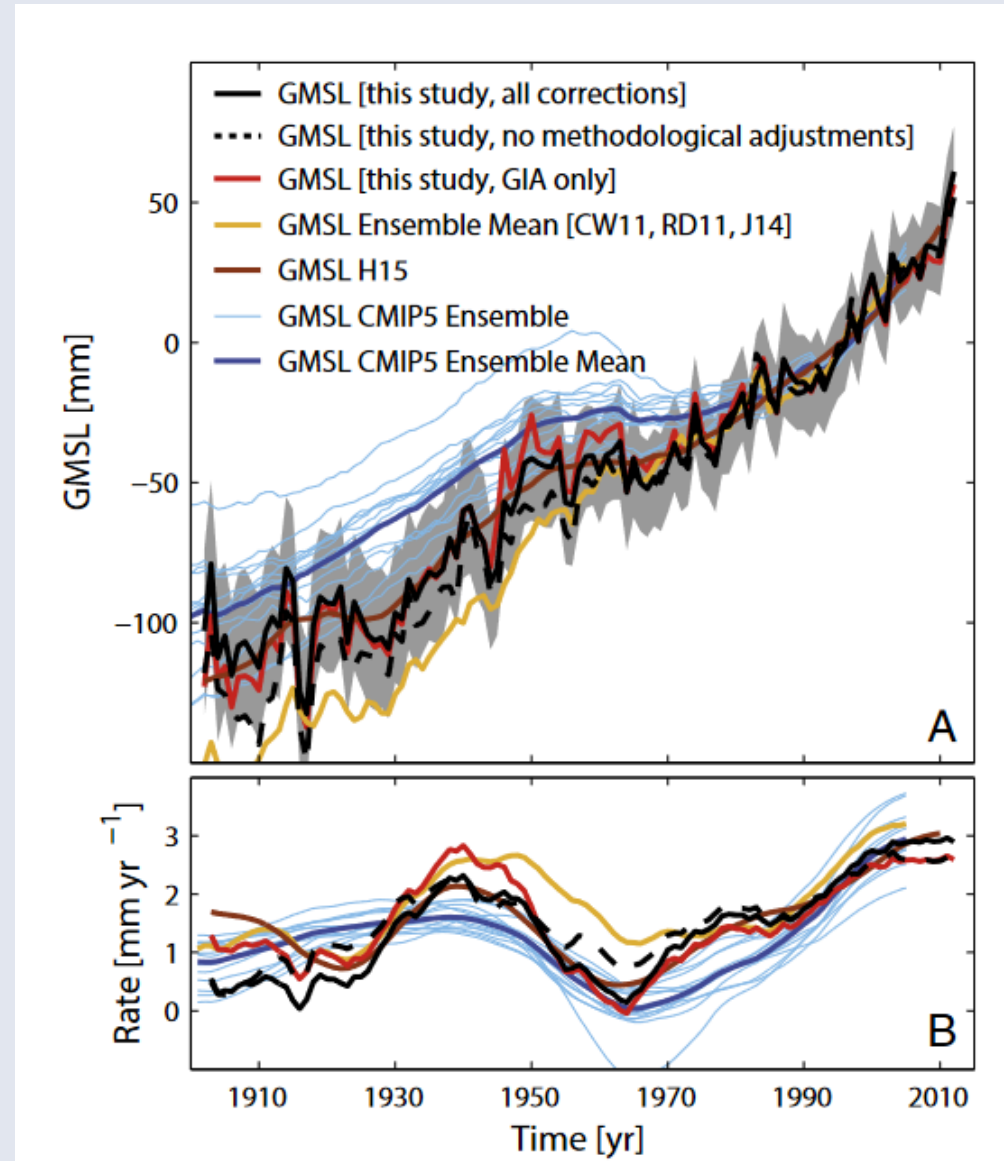 GMSL [this study, all corrections]
GMSL [this study, no methodological adjustments]
GMSL [this study, GIA only]
GMSL Ensemble Mean [CW11, RD11, J14]
GMSL H15
GMSL CMIP5 Ensemble
GMSL CMIP5 Ensemble Mean
GMSL [mm]
50
0
−50
−100
A
Rate [mm yr −1]
3
2
1
0
B
1910 1930 1950 1970 1990 2010
Time [yr]